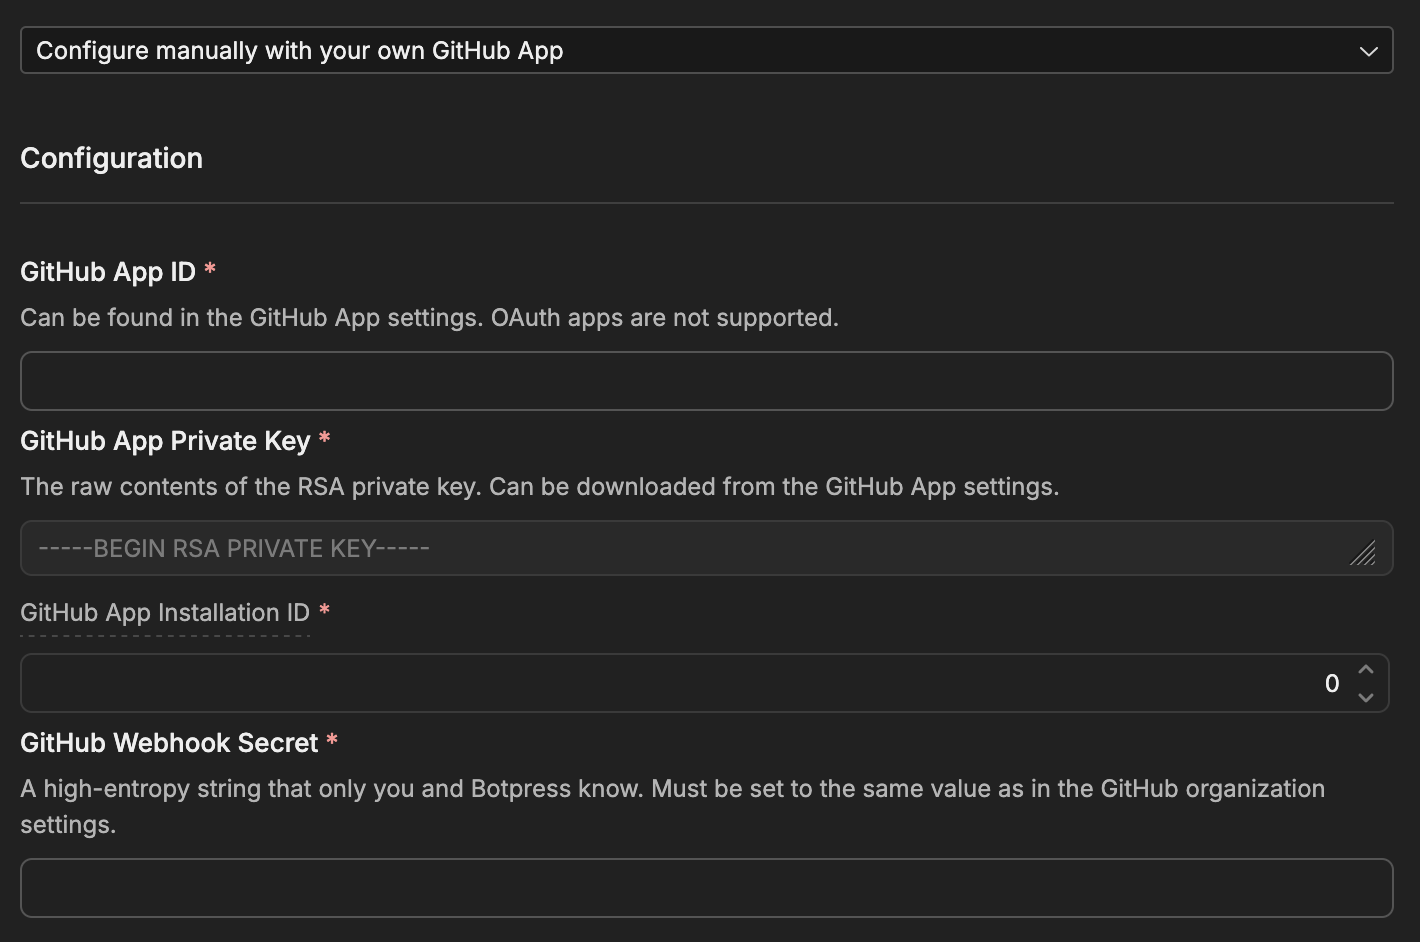 Configure manually with your own GitHub App
Configuration
GitHub App ID *
Can be found in the GitHub App settings. OAuth apps are not supported.
GitHub App Private Key *
The raw contents of the RSA private key. Can be downloaded from the GitHub App settings.
-----BEGIN RSA PRIVATE KEY-----
GitHub App Installation ID *
0
GitHub Webhook Secret *
A high-entropy string that only you and Botpress know. Must be set to the same value as in the GitHub organization
settings.